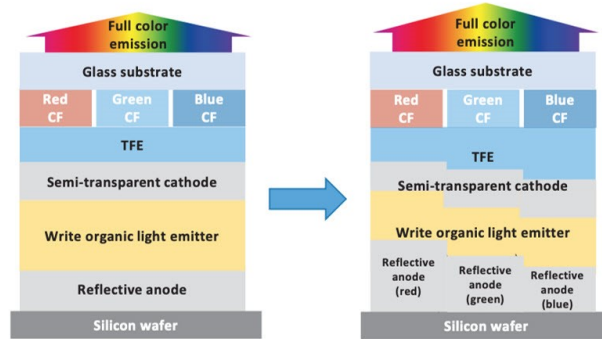 Full color
emission
Glass substrate
Red
CF
Green
CF
Blue
CF
TFE
Semi-transparent cathode
Write organic light emitter
Reflective anode
Silicon wafer
Full color
emission
Glass substrate
Red
CF
Green
CF
Blue
CF
TFE
Semi-transparent cathode
Write organic light emitter
Reflective
anode
(red)
Reflective
anode
(green)
Reflective
anode
(blue)
Silicon wafer